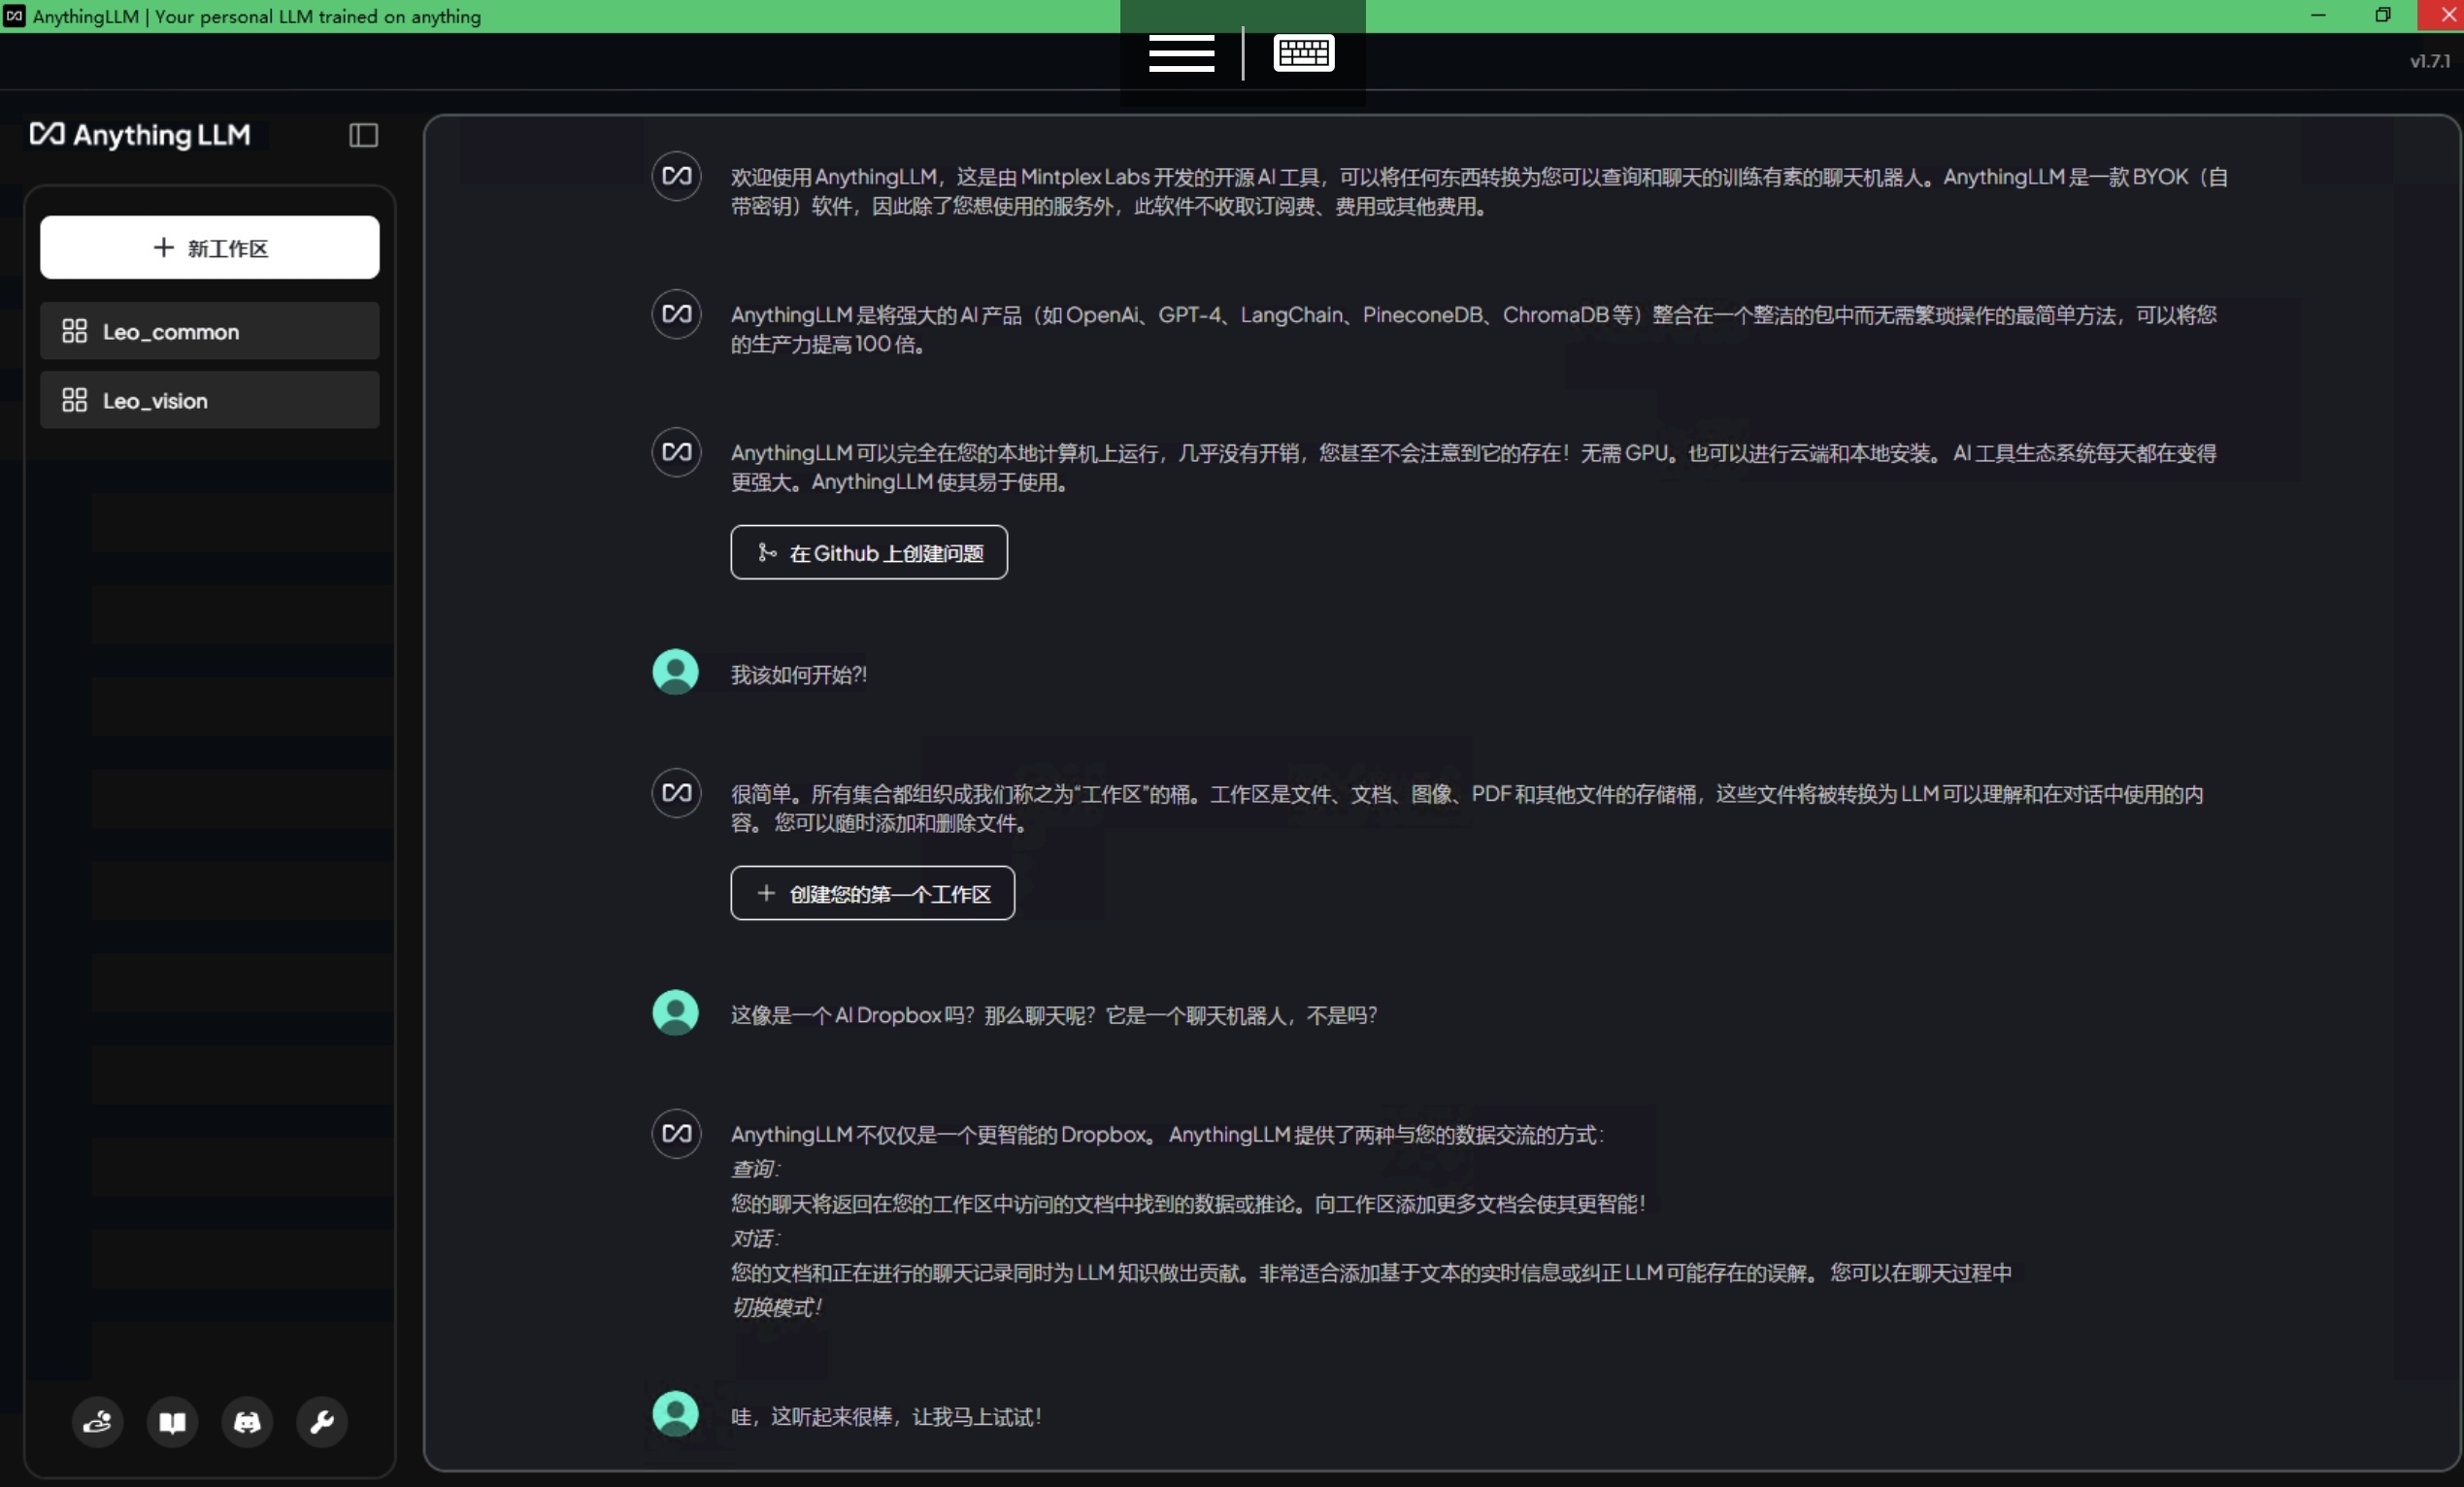 AnythingLLM | Your personal LLM trained on anything
v1.7.1
Anything LLM
新工作区
Leo_common
Leo_vision
欢迎使用 AnythingLLM，这是由 Mintplex Labs 开发的开源 AI 工具，可以将任何东西转换为您可以查询和聊天的训练有素的聊天机器人。AnythingLLM 是一款 BYOK（自
带密钥）软件，因此除了您想使用的服务外，此软件不收取订阅费、费用或其他费用。
AnythingLLM 是将强大的 AI 产品（如 OpenAi、GPT-4、LangChain、PineconeDB、ChromaDB 等）整合在一个整洁的包中而无需繁琐操作的最简单方法，可以将您
的生产力提高 100 倍。
AnythingLLM 可以完全在您的本地计算机上运行，几乎没有开销，您甚至不会注意到它的存在！无需 GPU。也可以进行云端和本地安装。 AI 工具生态系统每天都在变得
更强大。AnythingLLM 使其易于使用。
在 Github 上创建问题
我该如何开始?!
很简单。所有集合都组织成我们称之为“工作区”的桶。工作区是文件、文档、图像、PDF 和其他文件的存储桶，这些文件将被转换为 LLM 可以理解和在对话中使用的内
容。 您可以随时添加和删除文件。
创建您的第一个工作区
这像是一个 AI Dropbox 吗？那么聊天呢？它是一个聊天机器人，不是吗？
AnythingLLM 不仅仅是一个更智能的 Dropbox。 AnythingLLM 提供了两种与您的数据交流的方式：
查询：
您的聊天将返回在您的工作区中访问的文档中找到的数据或推论。向工作区添加更多文档会使其更智能！
对话：
您的文档和正在进行的聊天记录同时为 LLM 知识做出贡献。非常适合添加基于文本的实时信息或纠正 LLM 可能存在的误解。 您可以在聊天过程中
切换模式！
哇，这听起来很棒，让我马上试试！